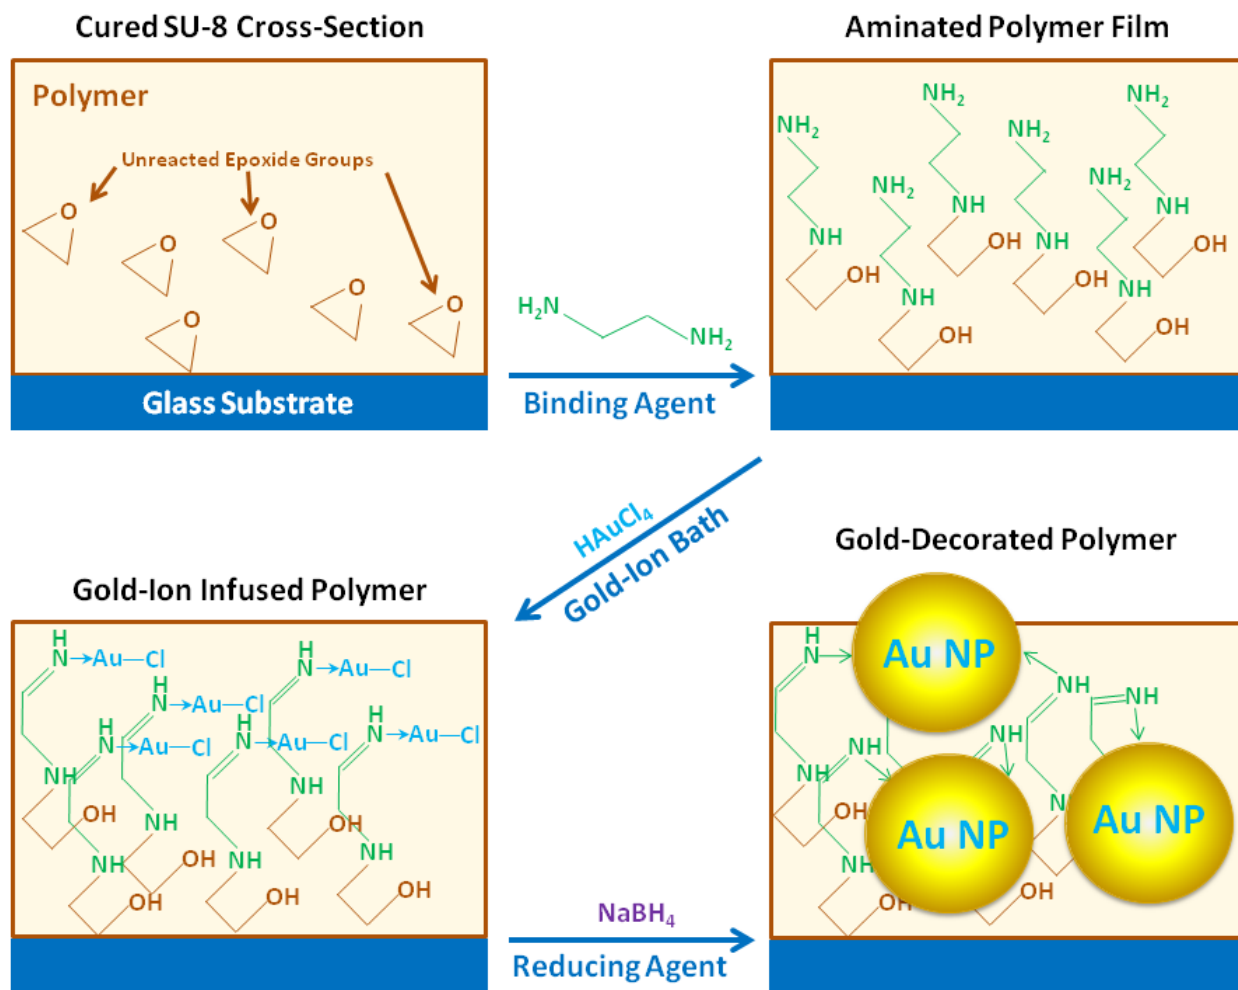 Cured SU-8 Cross-Section
Polymer
Unreacted Epoxide Groups
O
O
O
O
O
O
Glass Substrate
H₂N
NH₂
Binding Agent
Aminated Polymer Film
NH₂
NH₂
NH₂
NH₂
NH₂
NH₂
NH
NH
NH
NH
NH
NH
OH
OH
OH
OH
OH
OH
HAuCl₄
Gold-Ion Bath
Gold-Ion Infused Polymer
H
N→Au—Cl
H
N→Au—Cl
H
N→Au—Cl
H
N→Au—Cl
H
N→Au—Cl
H
N→Au—Cl
NH
NH
NH
NH
NH
NH
OH
OH
OH
OH
OH
OH
NaBH₄
Reducing Agent
Gold-Decorated Polymer
H
N
Au NP
NH
NH
NH
NH
Au NP
Au NP
NH
NH
NH
OH
OH
OH